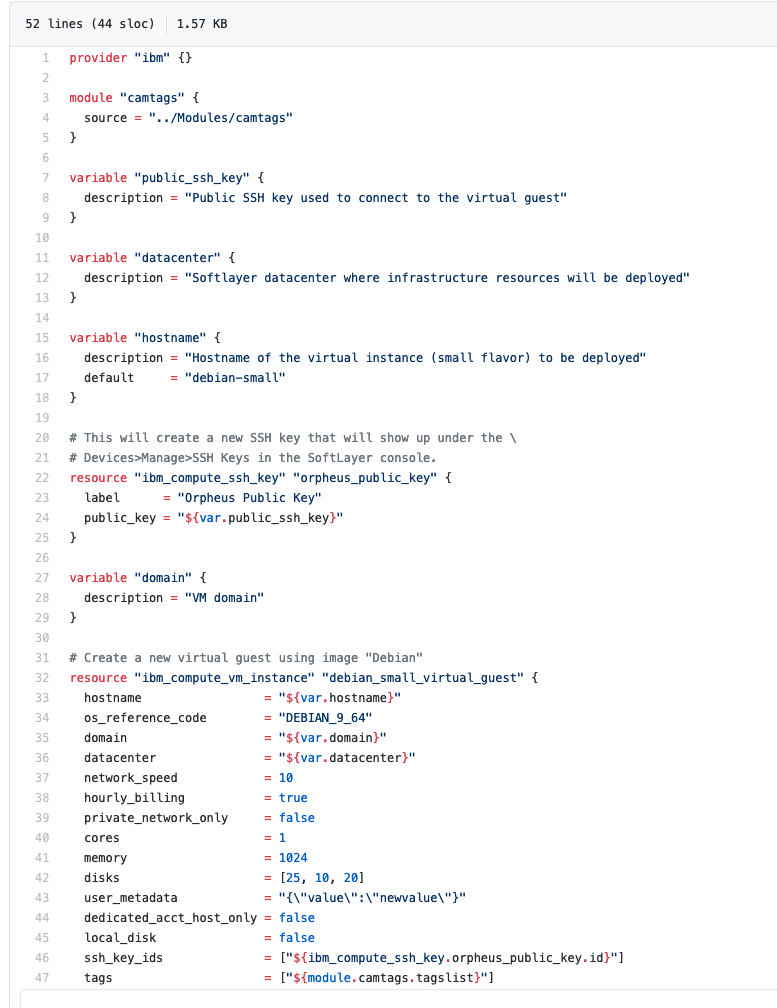 52 lines (44 sloc) 1.57 KB
1 provider "ibm" {}
2
3 module "camtags" {
4   source = "../Modules/camtags"
5 }
6
7 variable "public_ssh_key" {
8   description = "Public SSH key used to connect to the virtual guest"
9 }
10
11 variable "datacenter" {
12   description = "Softlayer datacenter where infrastructure resources will be deployed"
13 }
14
15 variable "hostname" {
16   description = "Hostname of the virtual instance (small flavor) to be deployed"
17   default     = "debian-small"
18 }
19
20 # This will create a new SSH key that will show up under the \
21 # Devices>Manage>SSH Keys in the SoftLayer console.
22 resource "ibm_compute_ssh_key" "orpheus_public_key" {
23   label      = "Orpheus Public Key"
24   public_key = "${var.public_ssh_key}"
25 }
26
27 variable "domain" {
28   description = "VM domain"
29 }
30
31 # Create a new virtual guest using image "Debian"
32 resource "ibm_compute_vm_instance" "debian_small_virtual_guest" {
33   hostname                 = "${var.hostname}"
34   os_reference_code        = "DEBIAN_9_64"
35   domain                   = "${var.domain}"
36   datacenter               = "${var.datacenter}"
37   network_speed            = 10
38   hourly_billing           = true
39   private_network_only     = false
40   cores                    = 1
41   memory                   = 1024
42   disks                    = [25, 10, 20]
43   user_metadata            = "{\"value\":\"newvalue\"}"
44   dedicated_acct_host_only = false
45   local_disk               = false
46   ssh_key_ids              = ["${ibm_compute_ssh_key.orpheus_public_key.id}"]
47   tags                     = ["${module.camtags.tagslist}"]